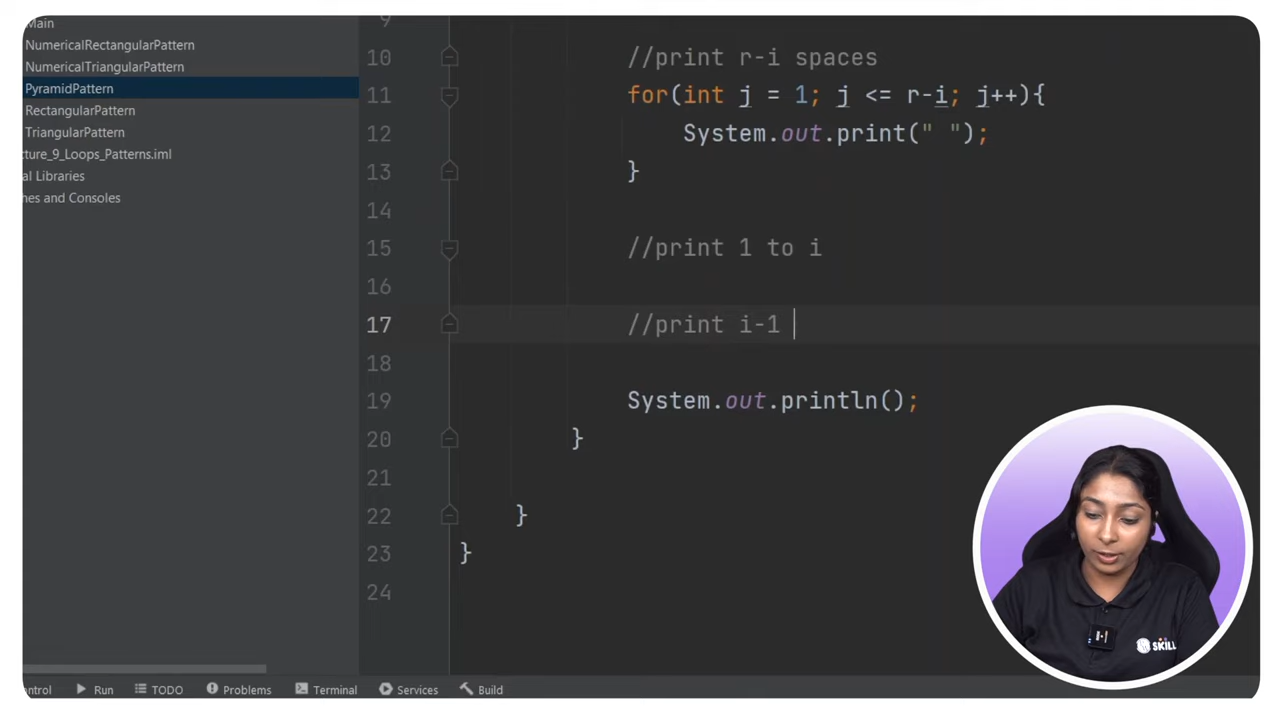 Main
NumericalRectangularPattern
NumericalTriangularPattern
PyramidPattern
RectangularPattern
TriangularPattern
cture_9_Loops_Patterns.iml
al Libraries
hes and Consoles
9
10 //print r-i spaces
11 for(int j = 1; j <= r-i; j++){
12 System.out.print(" ");
13 }
14
15 //print 1 to i
16
17 //print i-1
18
19 System.out.println();
20 }
21
22 }
23 }
24
SKILL
ntrol Run TODO Problems Terminal Services Build